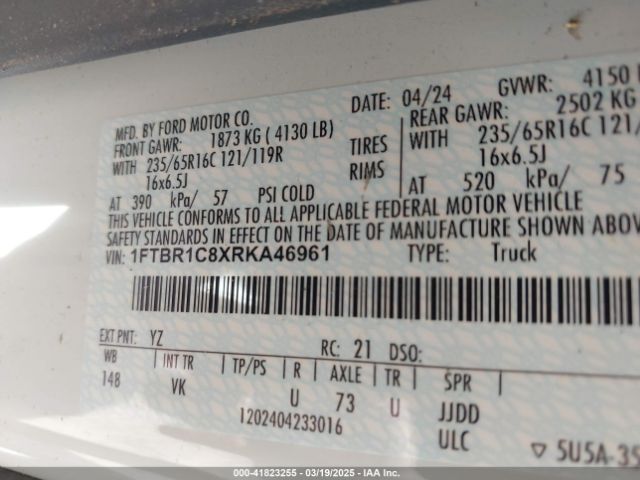 MFD. BY FORD MOTOR CO. DATE: 04/24 GVWR: 4150
FRONT GAWR: 1873 KG ( 4130 LB) REAR GAWR: 2502 KG
WITH 235/65R16C 121/119R TIRES WITH 235/65R16C 121/
16x6.5J RIMS 16x6.5J
AT 390 kPa/ 57 PSI COLD AT 520 kPa/ 75
THIS VEHICLE CONFORMS TO ALL APPLICABLE FEDERAL MOTOR VEHICLE
SAFETY STANDARDS IN EFFECT ON THE DATE OF MANUFACTURE SHOWN
VIN: 1FTBR1C8XRKA46961 TYPE: Truck
EXT PNT: YZ RC: 21 DSO:
WB INT TR TP/PS R AXLE TR SPR
148 VK U 73 U JJDD
1202404233016 ULC
▽ 5U5A-35
00-41823255 - 03/19/2025 - IAA Inc.